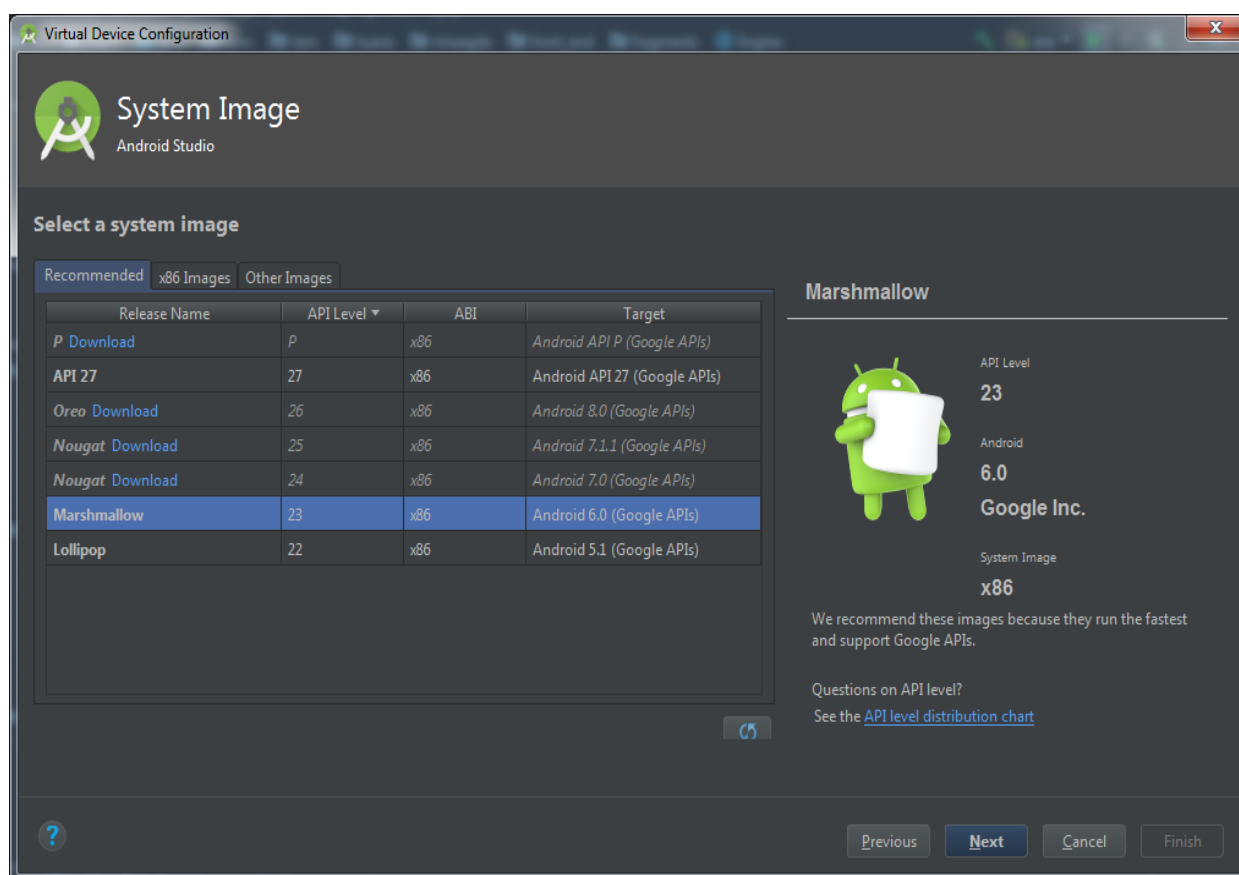 Virtual Device Configuration
X
System Image
Android Studio
Select a system image
Recommended x86 Images Other Images
Release Name API Level ABI Target
P Download P x86 Android API P (Google APIs)
API 27 27 x86 Android API 27 (Google APIs)
Oreo Download 26 x86 Android 8.0 (Google APIs)
Nougat Download 25 x86 Android 7.1.1 (Google APIs)
Nougat Download 24 x86 Android 7.0 (Google APIs)
Marshmallow 23 x86 Android 6.0 (Google APIs)
Lollipop 22 x86 Android 5.1 (Google APIs)
Marshmallow
API Level
23
Android
6.0
Google Inc.
System Image
x86
We recommend these images because they run the fastest
and support Google APIs.
Questions on API level?
See the API level distribution chart
?
Previous Next Cancel Finish